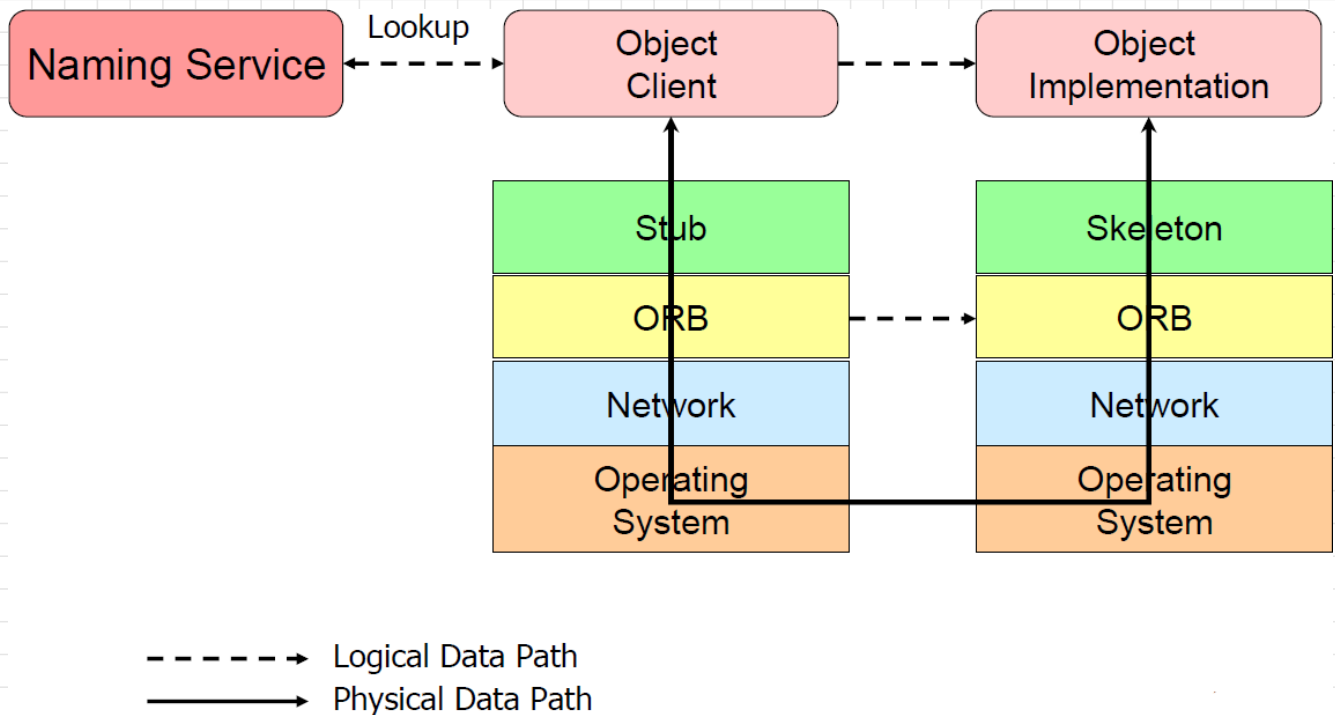 Naming Service
Lookup
Object
Client
Object
Implementation
Stub
Skeleton
ORB
ORB
Network
Network
Operating
System
Operating
System
Logical Data Path
Physical Data Path